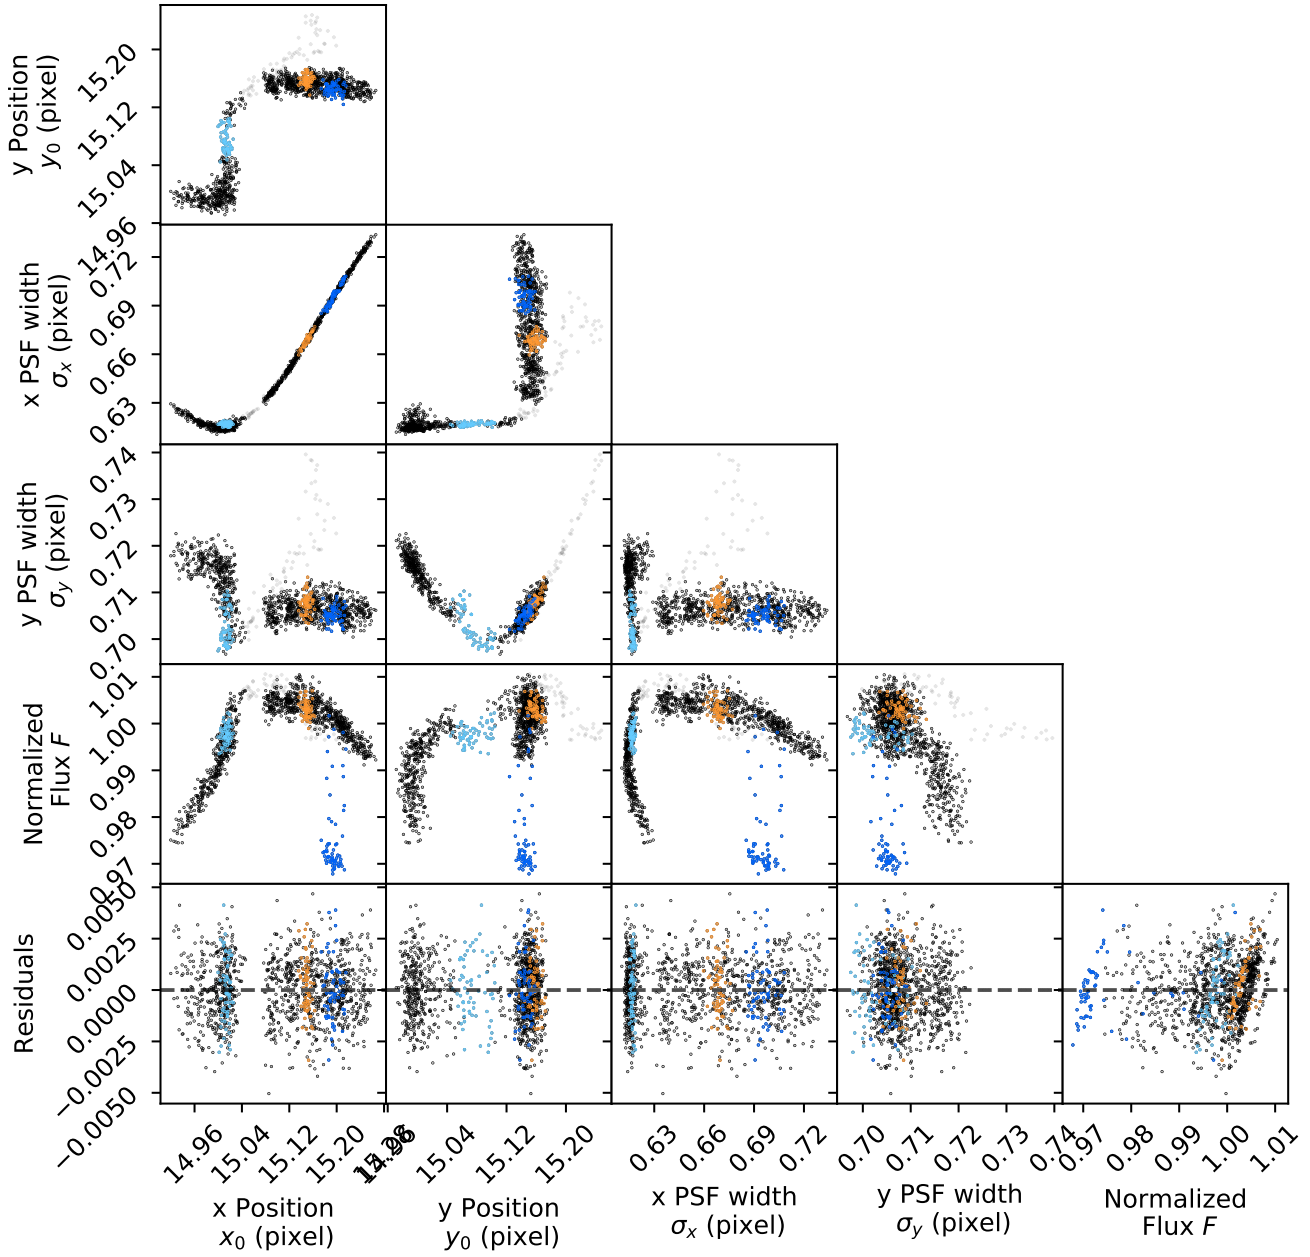 y Position
y0 (pixel)
15.20
15.12
15.04
14.96
x PSF width
σx (pixel)
0.72
0.69
0.66
0.63
y PSF width
σy (pixel)
0.74
0.73
0.72
0.71
0.70
Normalized
Flux F
1.01
1.00
0.99
0.98
0.97
Residuals
0.0050
0.0025
0.0000
−0.0025
−0.0050
14.96 15.04 15.12 15.20 15.28
14.96 15.04 15.12 15.20
0.63 0.66 0.69 0.72
0.70 0.71 0.72 0.73 0.74
0.97 0.98 0.99 1.00 1.01
x Position
x0 (pixel)
y Position
y0 (pixel)
x PSF width
σx (pixel)
y PSF width
σy (pixel)
Normalized
Flux F